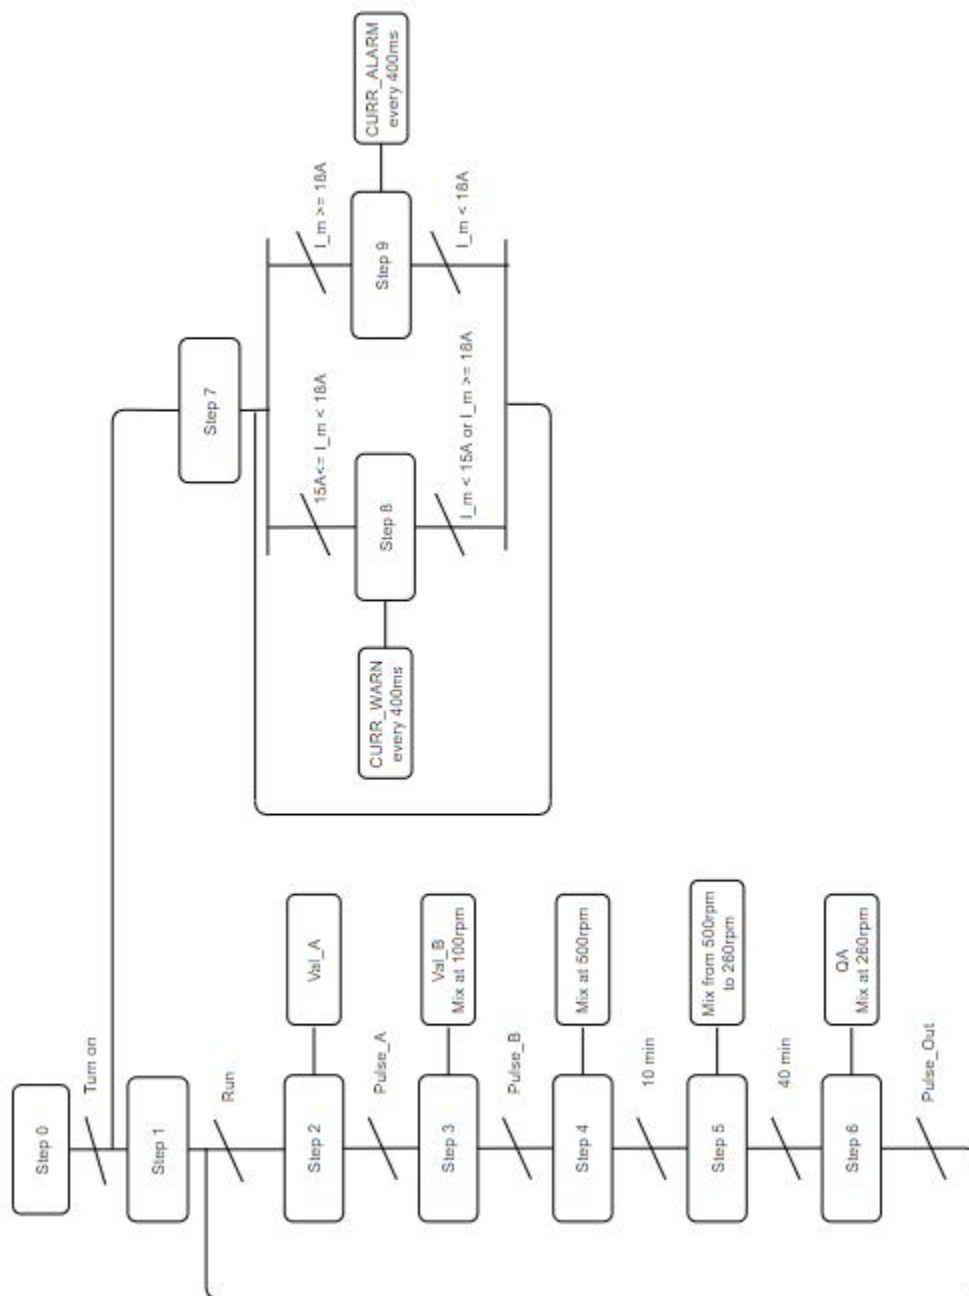 Step 0
Turn on
Step 1
Run
Step 2
Val_A
Pulse_A
Step 3
Val_B
Mix at 100rpm
Pulse_B
Step 4
Mix at 500rpm
10 min
Step 5
Mix from 500rpm
to 260rpm
40 min
Step 6
QA
Mix at 260rpm
Pulse_Out
Step 7
15A<= I_m < 18A
I_m >= 18A
CURR_WARN
every 400ms
Step 8
Step 9
CURR_ALARM
every 400ms
I_m < 15A or I_m >= 18A
I_m < 18A